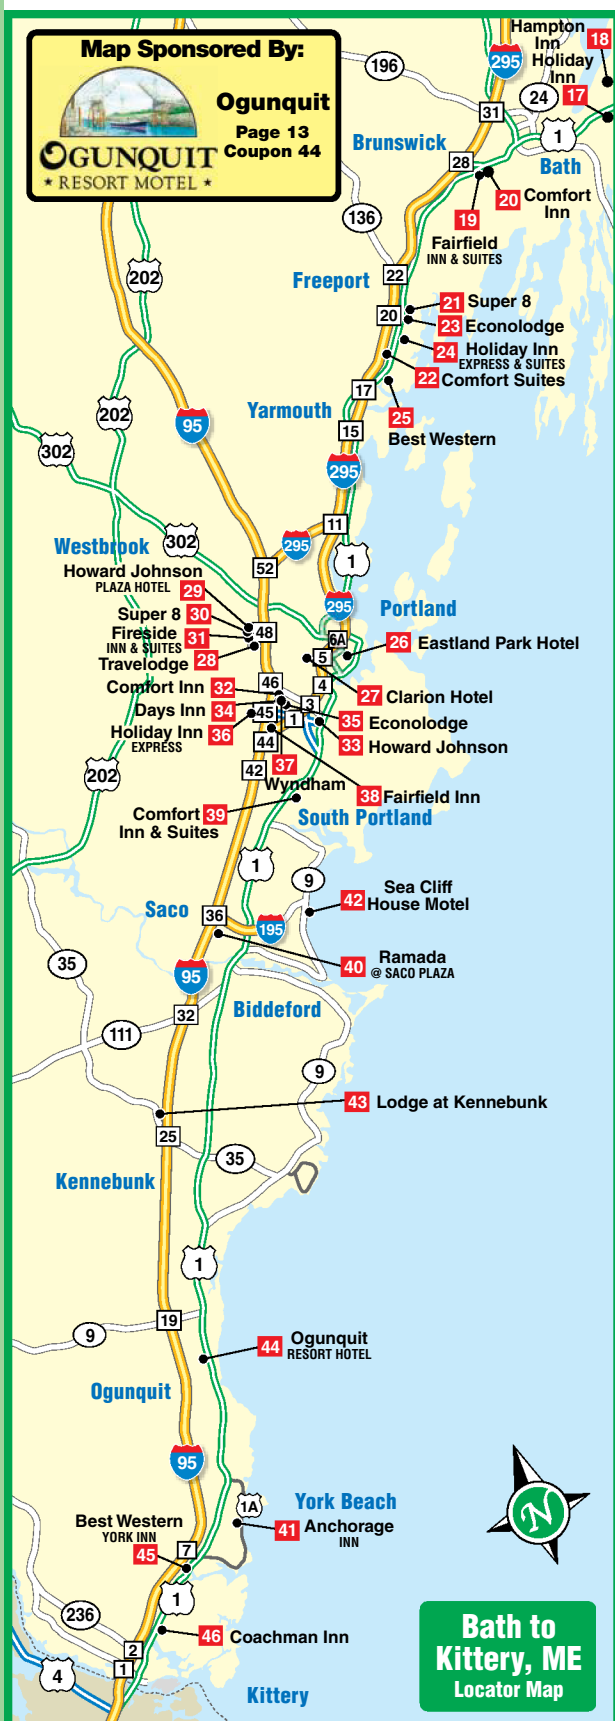 Map Sponsored By:
OGUNQUIT
★ RESORT MOTEL ★
Ogunquit
Page 13
Coupon 44
Hampton
Inn
18
Holiday
Inn
17
295
196
24
31
1
Brunswick
28
Bath
20 Comfort
Inn
19
Fairfield
INN & SUITES
136
22
202
Freeport
21 Super 8
20
23 Econolodge
24 Holiday Inn
EXPRESS & SUITES
22 Comfort Suites
17
25
Best Western
Yarmouth
15
202
95
302
295
11
302
295
1
Westbrook
52
Howard Johnson
PLAZA HOTEL 29
295
Portland
Super 8 30
48
6A
Fireside 31
INN & SUITES
26 Eastland Park Hotel
Travelodge 28
5
46
4
27 Clarion Hotel
Comfort Inn 32
3
Days Inn 34
45
1
35 Econolodge
Holiday Inn 36
EXPRESS
33 Howard Johnson
44
37
Wyndham
42
202
38 Fairfield Inn
Comfort 39
Inn & Suites
South Portland
1
9
42 Sea Cliff
House Motel
Saco
36
195
35
40 Ramada
@ SACO PLAZA
95
32
Biddeford
111
9
43 Lodge at Kennebunk
25
35
Kennebunk
1
19
9
44 Ogunquit
RESORT HOTEL
Ogunquit
95
1A
York Beach
Best Western
YORK INN
45
7
41 Anchorage
INN
1
236
46 Coachman Inn
2
1
4
Kittery
N
Bath to
Kittery, ME
Locator Map